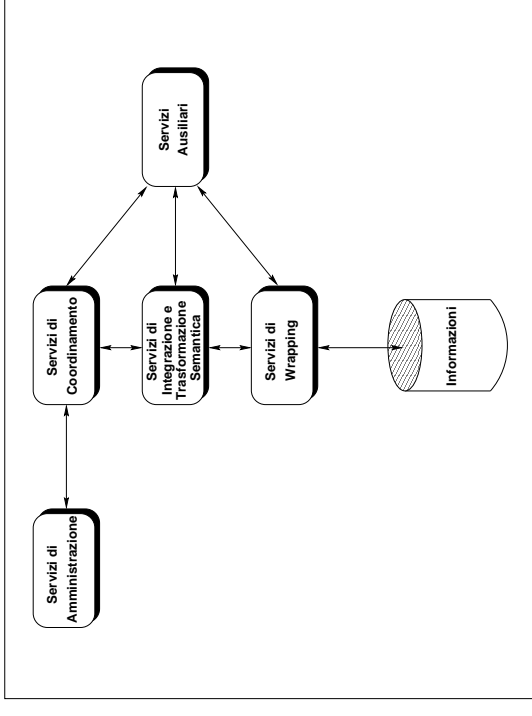 Servizi di
Amministrazione
Servizi di
Coordinamento
Servizi di
Integrazione e
Trasformazione
Semantica
Servizi di
Wrapping
Servizi
Ausiliari
Informazioni